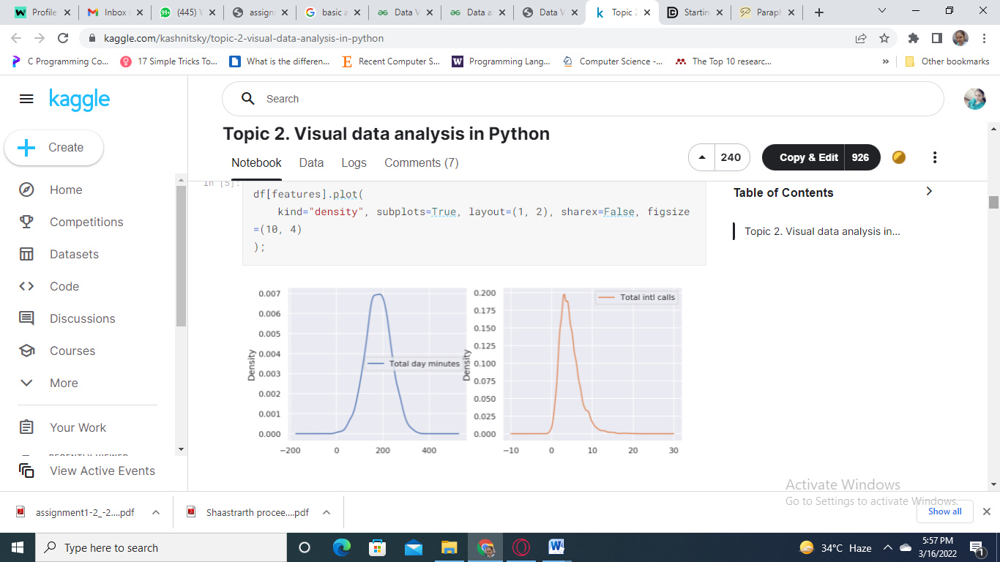 Profile
Inbox
(445)
assign
basic a
Data V
Data a
Data V
Topic 2
Startin
Paraph
kaggle.com/kashnitsky/topic-2-visual-data-analysis-in-python
C Programming Co...
17 Simple Tricks To...
What is the differen...
Recent Computer S...
Programming Lang...
Computer Science -...
The Top 10 researc...
»
Other bookmarks
kaggle
Search
Create
Home
Competitions
Datasets
Code
Discussions
Courses
More
Your Work
RECENTLY VIEWED
View Active Events
Topic 2. Visual data analysis in Python
Notebook
Data
Logs
Comments (7)
240
Copy & Edit
926
In [5]:
df[features].plot(
kind="density", subplots=True, layout=(1, 2), sharex=False, figsize
=(10, 4)
);
Table of Contents
Topic 2. Visual data analysis in...
Density
0.007
0.006
0.005
0.004
0.003
0.002
0.001
0.000
Total day minutes
−200
0
200
400
Density
0.200
0.175
0.150
0.125
0.100
0.075
0.050
0.025
0.000
Total intl calls
−10
0
10
20
30
Activate Windows
Go to Settings to activate Windows.
assignment1-2_-2....pdf
Shaastrarth procee....pdf
Show all
Type here to search
34°C Haze
5:57 PM
3/16/2022
1